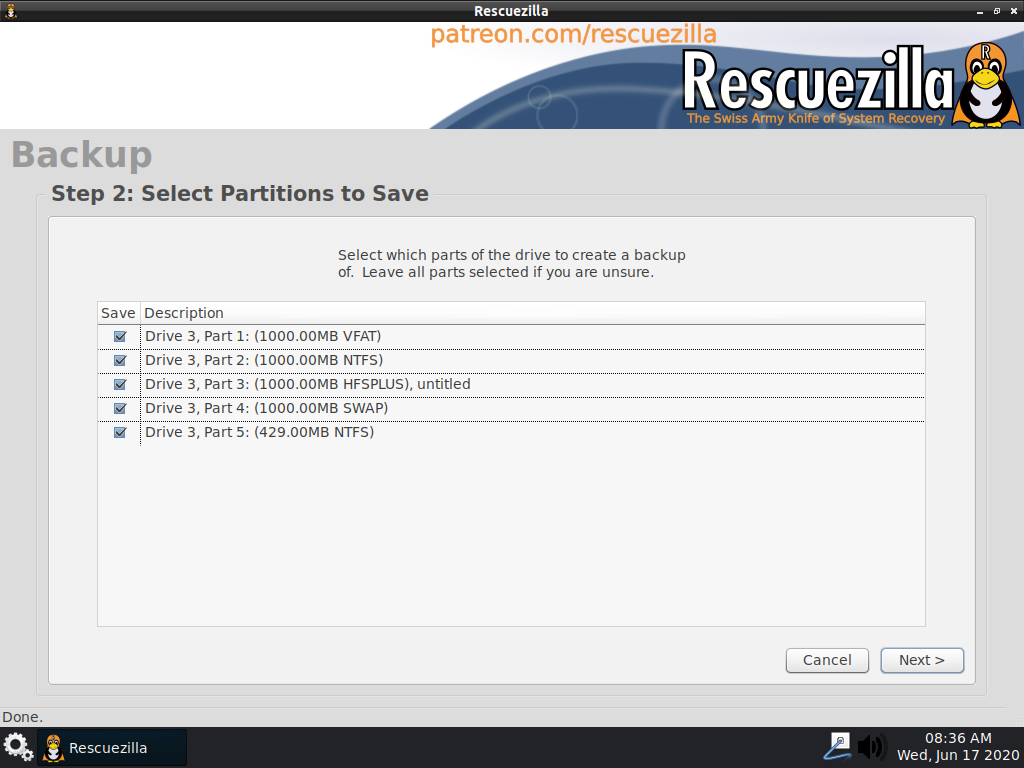 Rescuezilla
patreon.com/rescuezilla
R
Rescuezilla
The Swiss Army Knife of System Recovery
Backup
Step 2: Select Partitions to Save
Select which parts of the drive to create a backup
of.  Leave all parts selected if you are unsure.
Save Description
Drive 3, Part 1: (1000.00MB VFAT)
Drive 3, Part 2: (1000.00MB NTFS)
Drive 3, Part 3: (1000.00MB HFSPLUS), untitled
Drive 3, Part 4: (1000.00MB SWAP)
Drive 3, Part 5: (429.00MB NTFS)
Cancel Next >
Done.
Rescuezilla
08:36 AM
Wed, Jun 17 2020